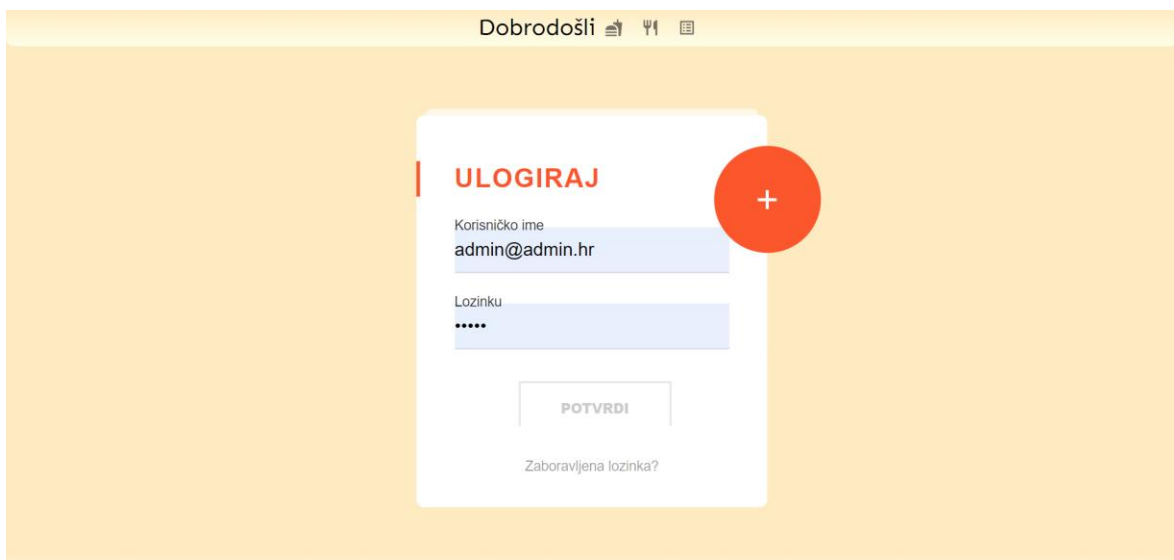 Dobrodošli
ULOGIRAJ
+
Korisničko ime
admin@admin.hr
Lozinku
•••••
POTVRDI
Zaboravljena lozinka?